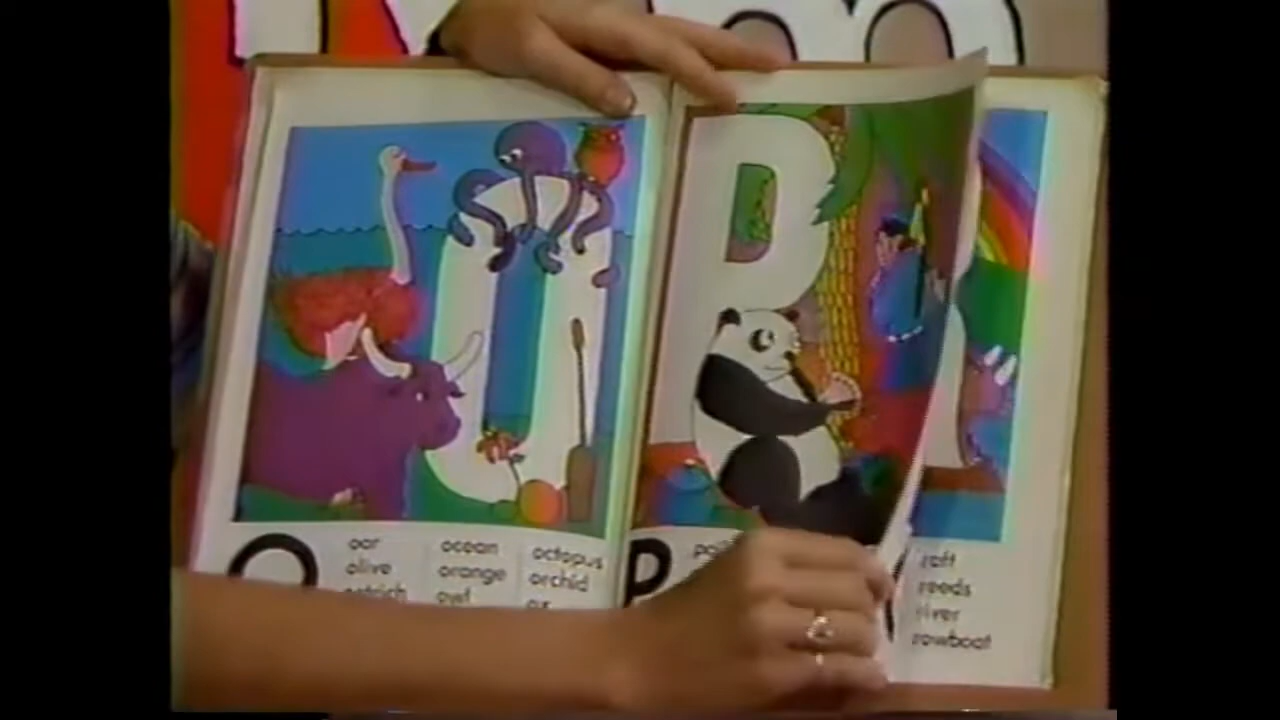 O
oar
olive
ostrich
ocean
orange
owl
octopus
orchid
ox
P
P
raft
reeds
river
rowboat